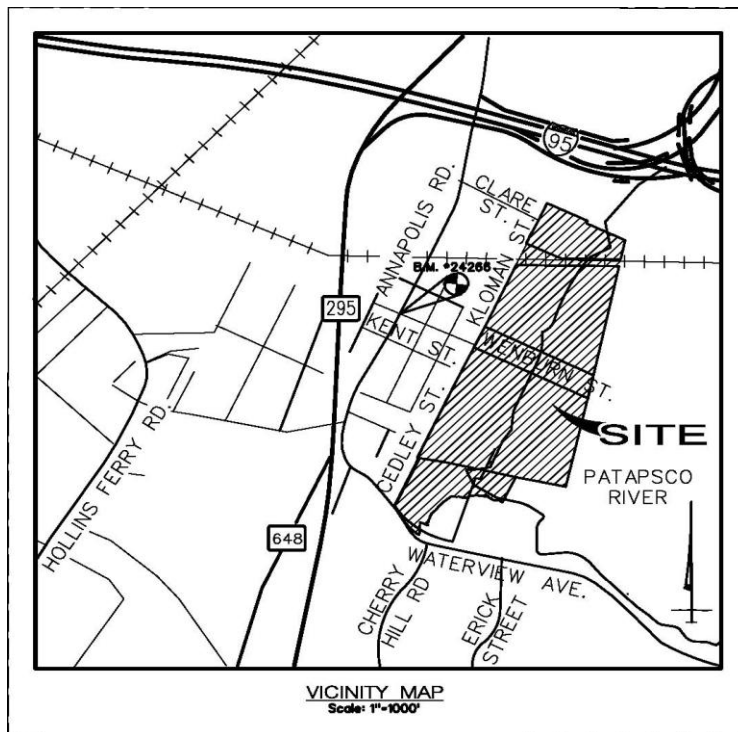 95
CLARE
ST.
ANNAPOLIS RD.
KLOMAN ST.
B.M. *24266
295
KENT ST.
WENBURN ST.
SITE
CEDLEY ST.
PATAPSCO
RIVER
HOLLINS FERRY RD.
648
WATERVIEW AVE.
CHERRY
HILL RD
ERICK
STREET
VICINITY MAP
Scale: 1"-1000'